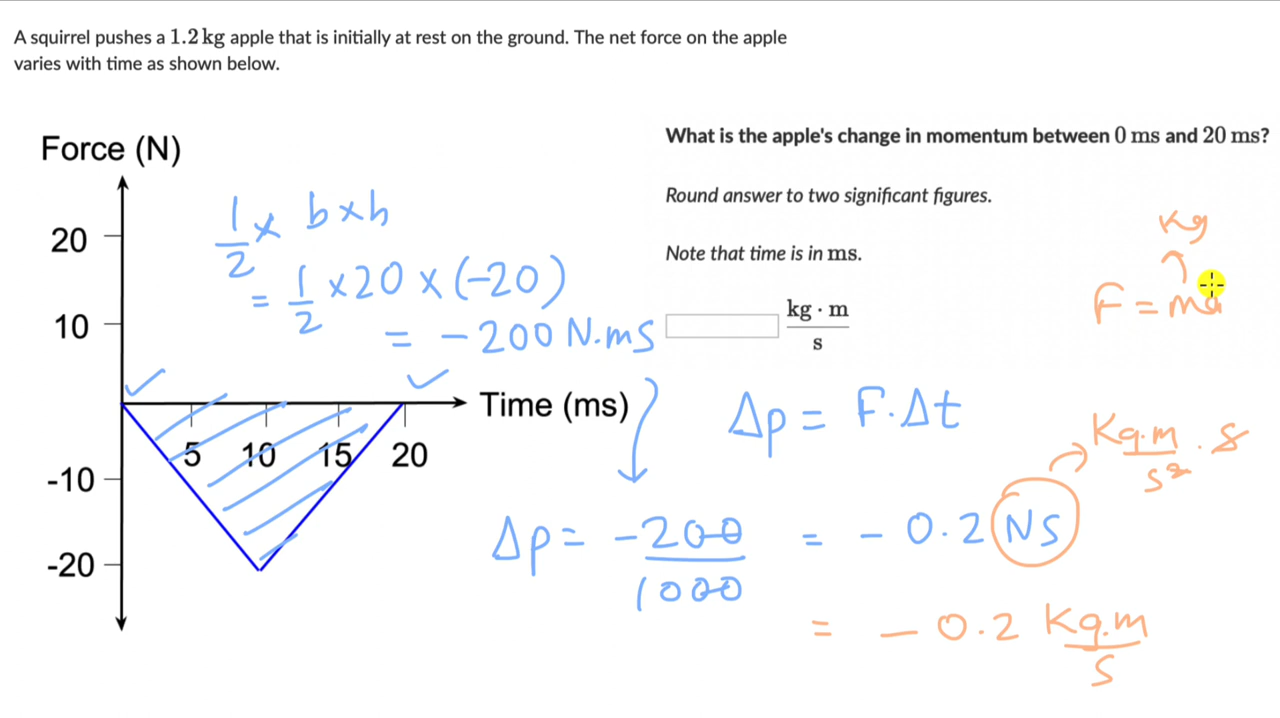 A squirrel pushes a 1.2 kg apple that is initially at rest on the ground. The net force on the apple
varies with time as shown below.
What is the apple's change in momentum between 0 ms and 20 ms?
Round answer to two significant figures.
Note that time is in ms.
kg · m
s
Force (N)
20
10
-10
-20
5 10 15 20
Time (ms)
1/2 × b×h
= 1/2 ×20 × (-20)
= -200 N.ms
Δp = F.Δt
Δp = -200/1000 = - 0.2 NS
= - 0.2 Kg.m/s
Kg
F = ma
Kg.m/s² . s